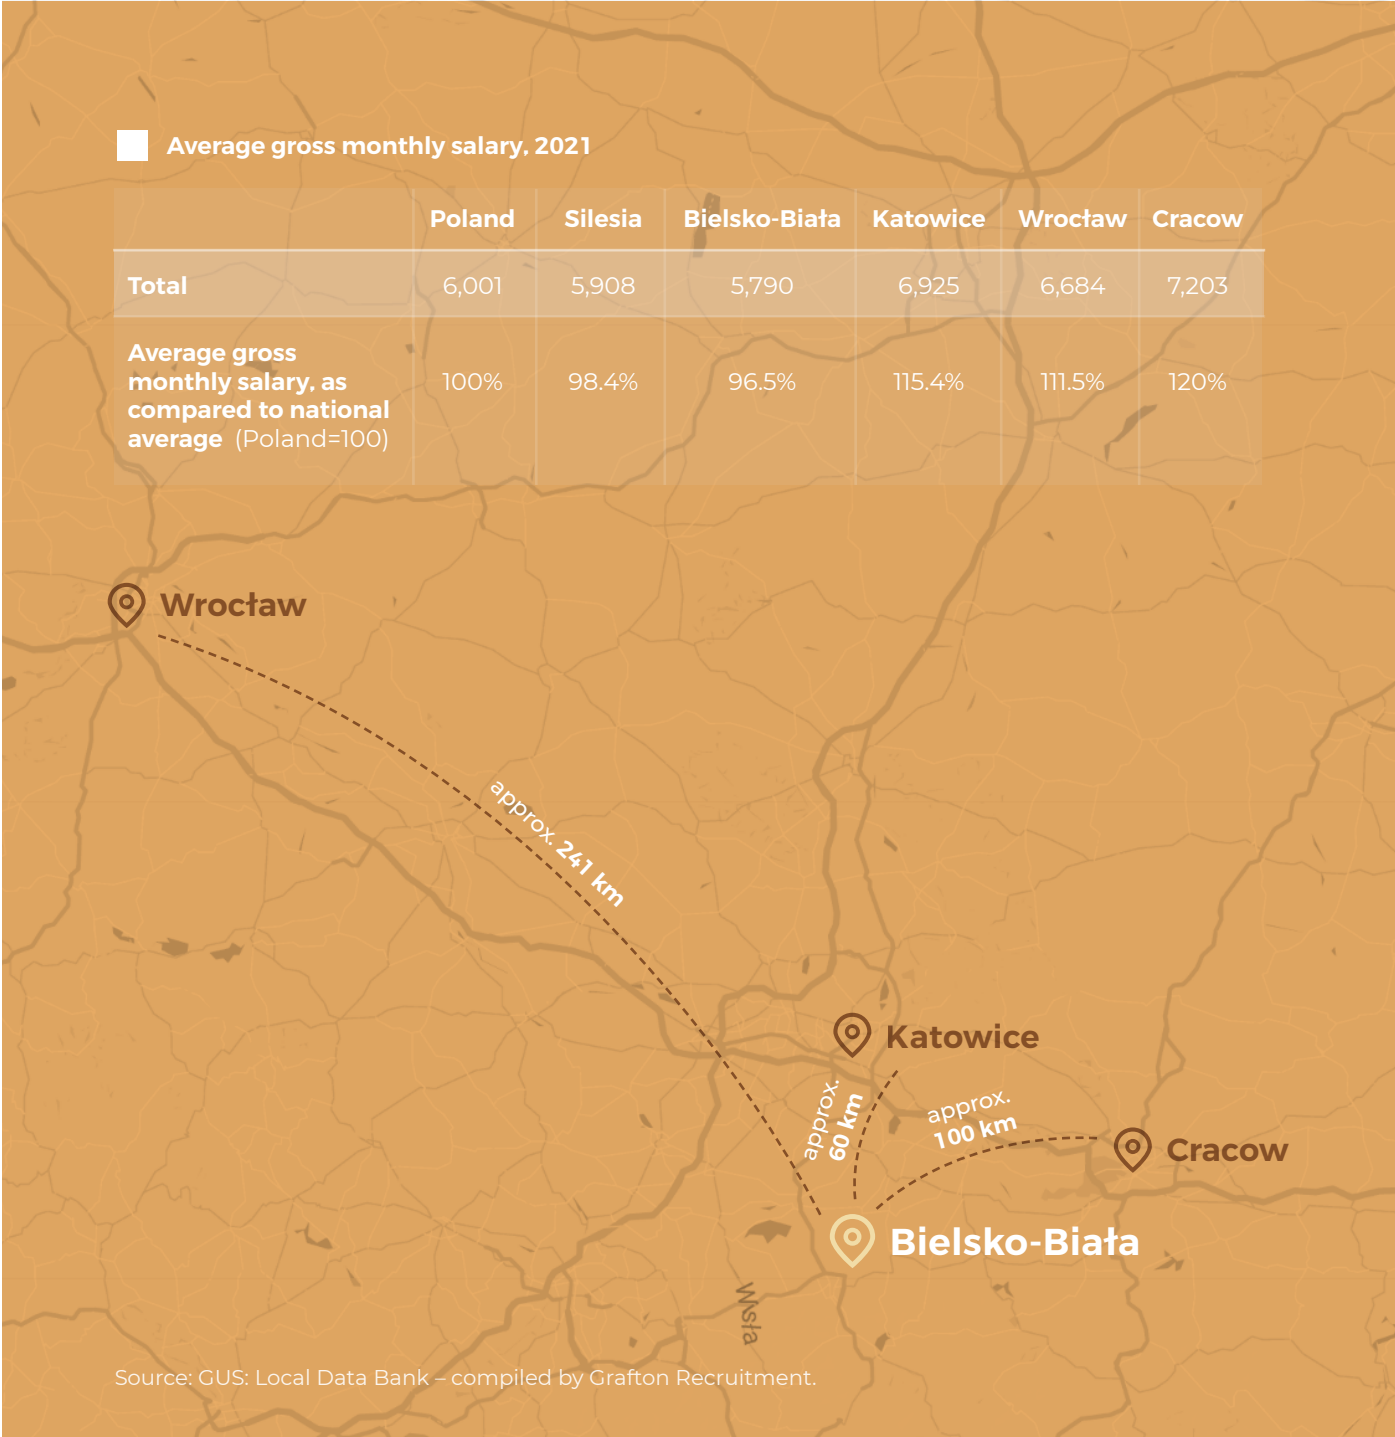 Average gross monthly salary, 2021
Poland Silesia Bielsko-Biała Katowice Wrocław Cracow
Total 6,001 5,908 5,790 6,925 6,684 7,203
Average gross
monthly salary, as
compared to national
average (Poland=100)
100% 98.4% 96.5% 115.4% 111.5% 120%
Wrocław
approx. 241 km
Katowice
approx.
60 km
approx.
100 km
Cracow
Bielsko-Biała
Wisła
Source: GUS: Local Data Bank – compiled by Grafton Recruitment.